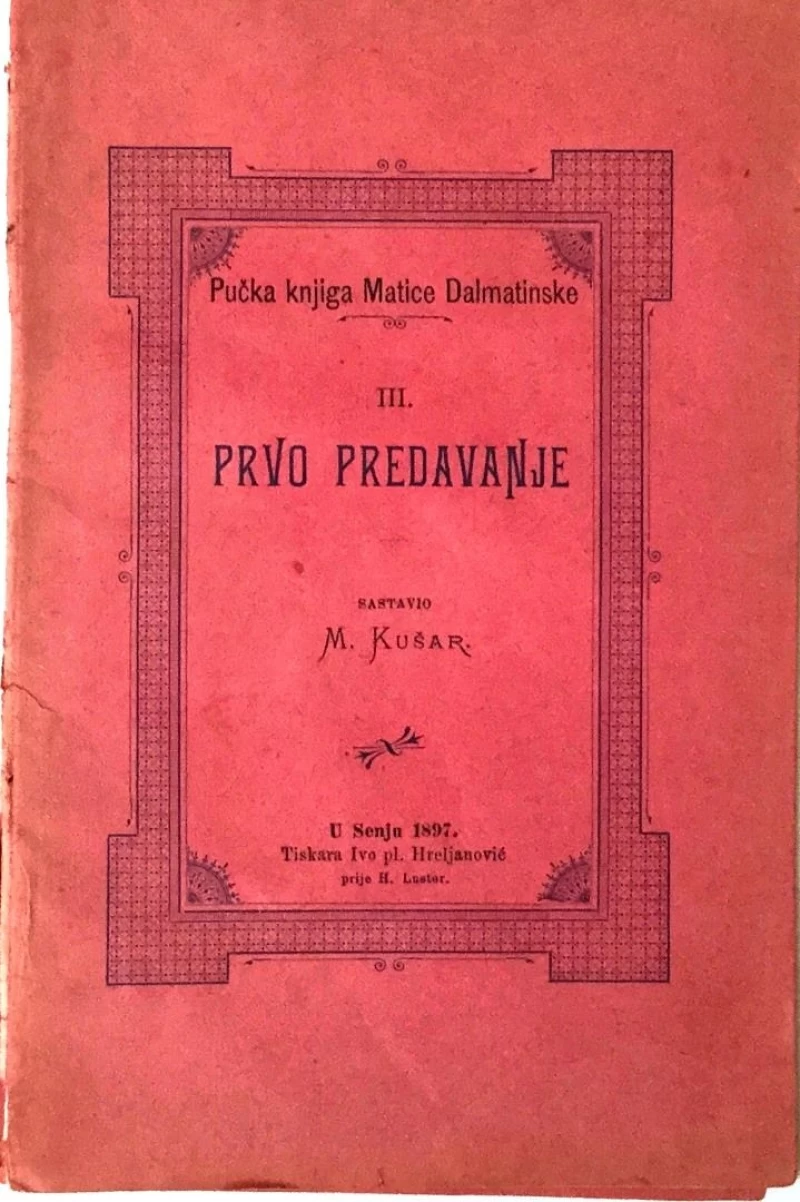 Pučka knjiga Matice Dalmatinske
III.
PRVO PREDAVANJE
SASTAVIO
M. KUŠAR.
U Senju 1897.
Tiskara Ivo pl. Hreljanović
prije H. Luster.